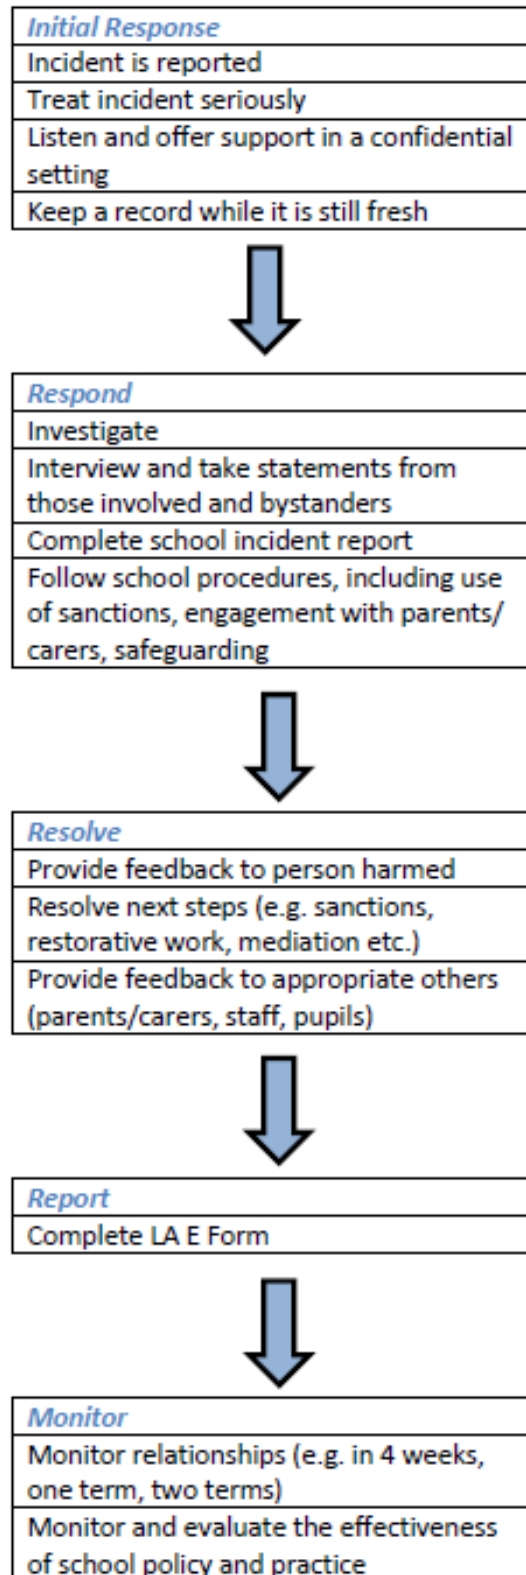 Initial Response
Incident is reported
Treat incident seriously
Listen and offer support in a confidential
setting
Keep a record while it is still fresh
Respond
Investigate
Interview and take statements from
those involved and bystanders
Complete school incident report
Follow school procedures, including use
of sanctions, engagement with parents/
carers, safeguarding
Resolve
Provide feedback to person harmed
Resolve next steps (e.g. sanctions,
restorative work, mediation etc.)
Provide feedback to appropriate others
(parents/carers, staff, pupils)
Report
Complete LA E Form
Monitor
Monitor relationships (e.g. in 4 weeks,
one term, two terms)
Monitor and evaluate the effectiveness
of school policy and practice